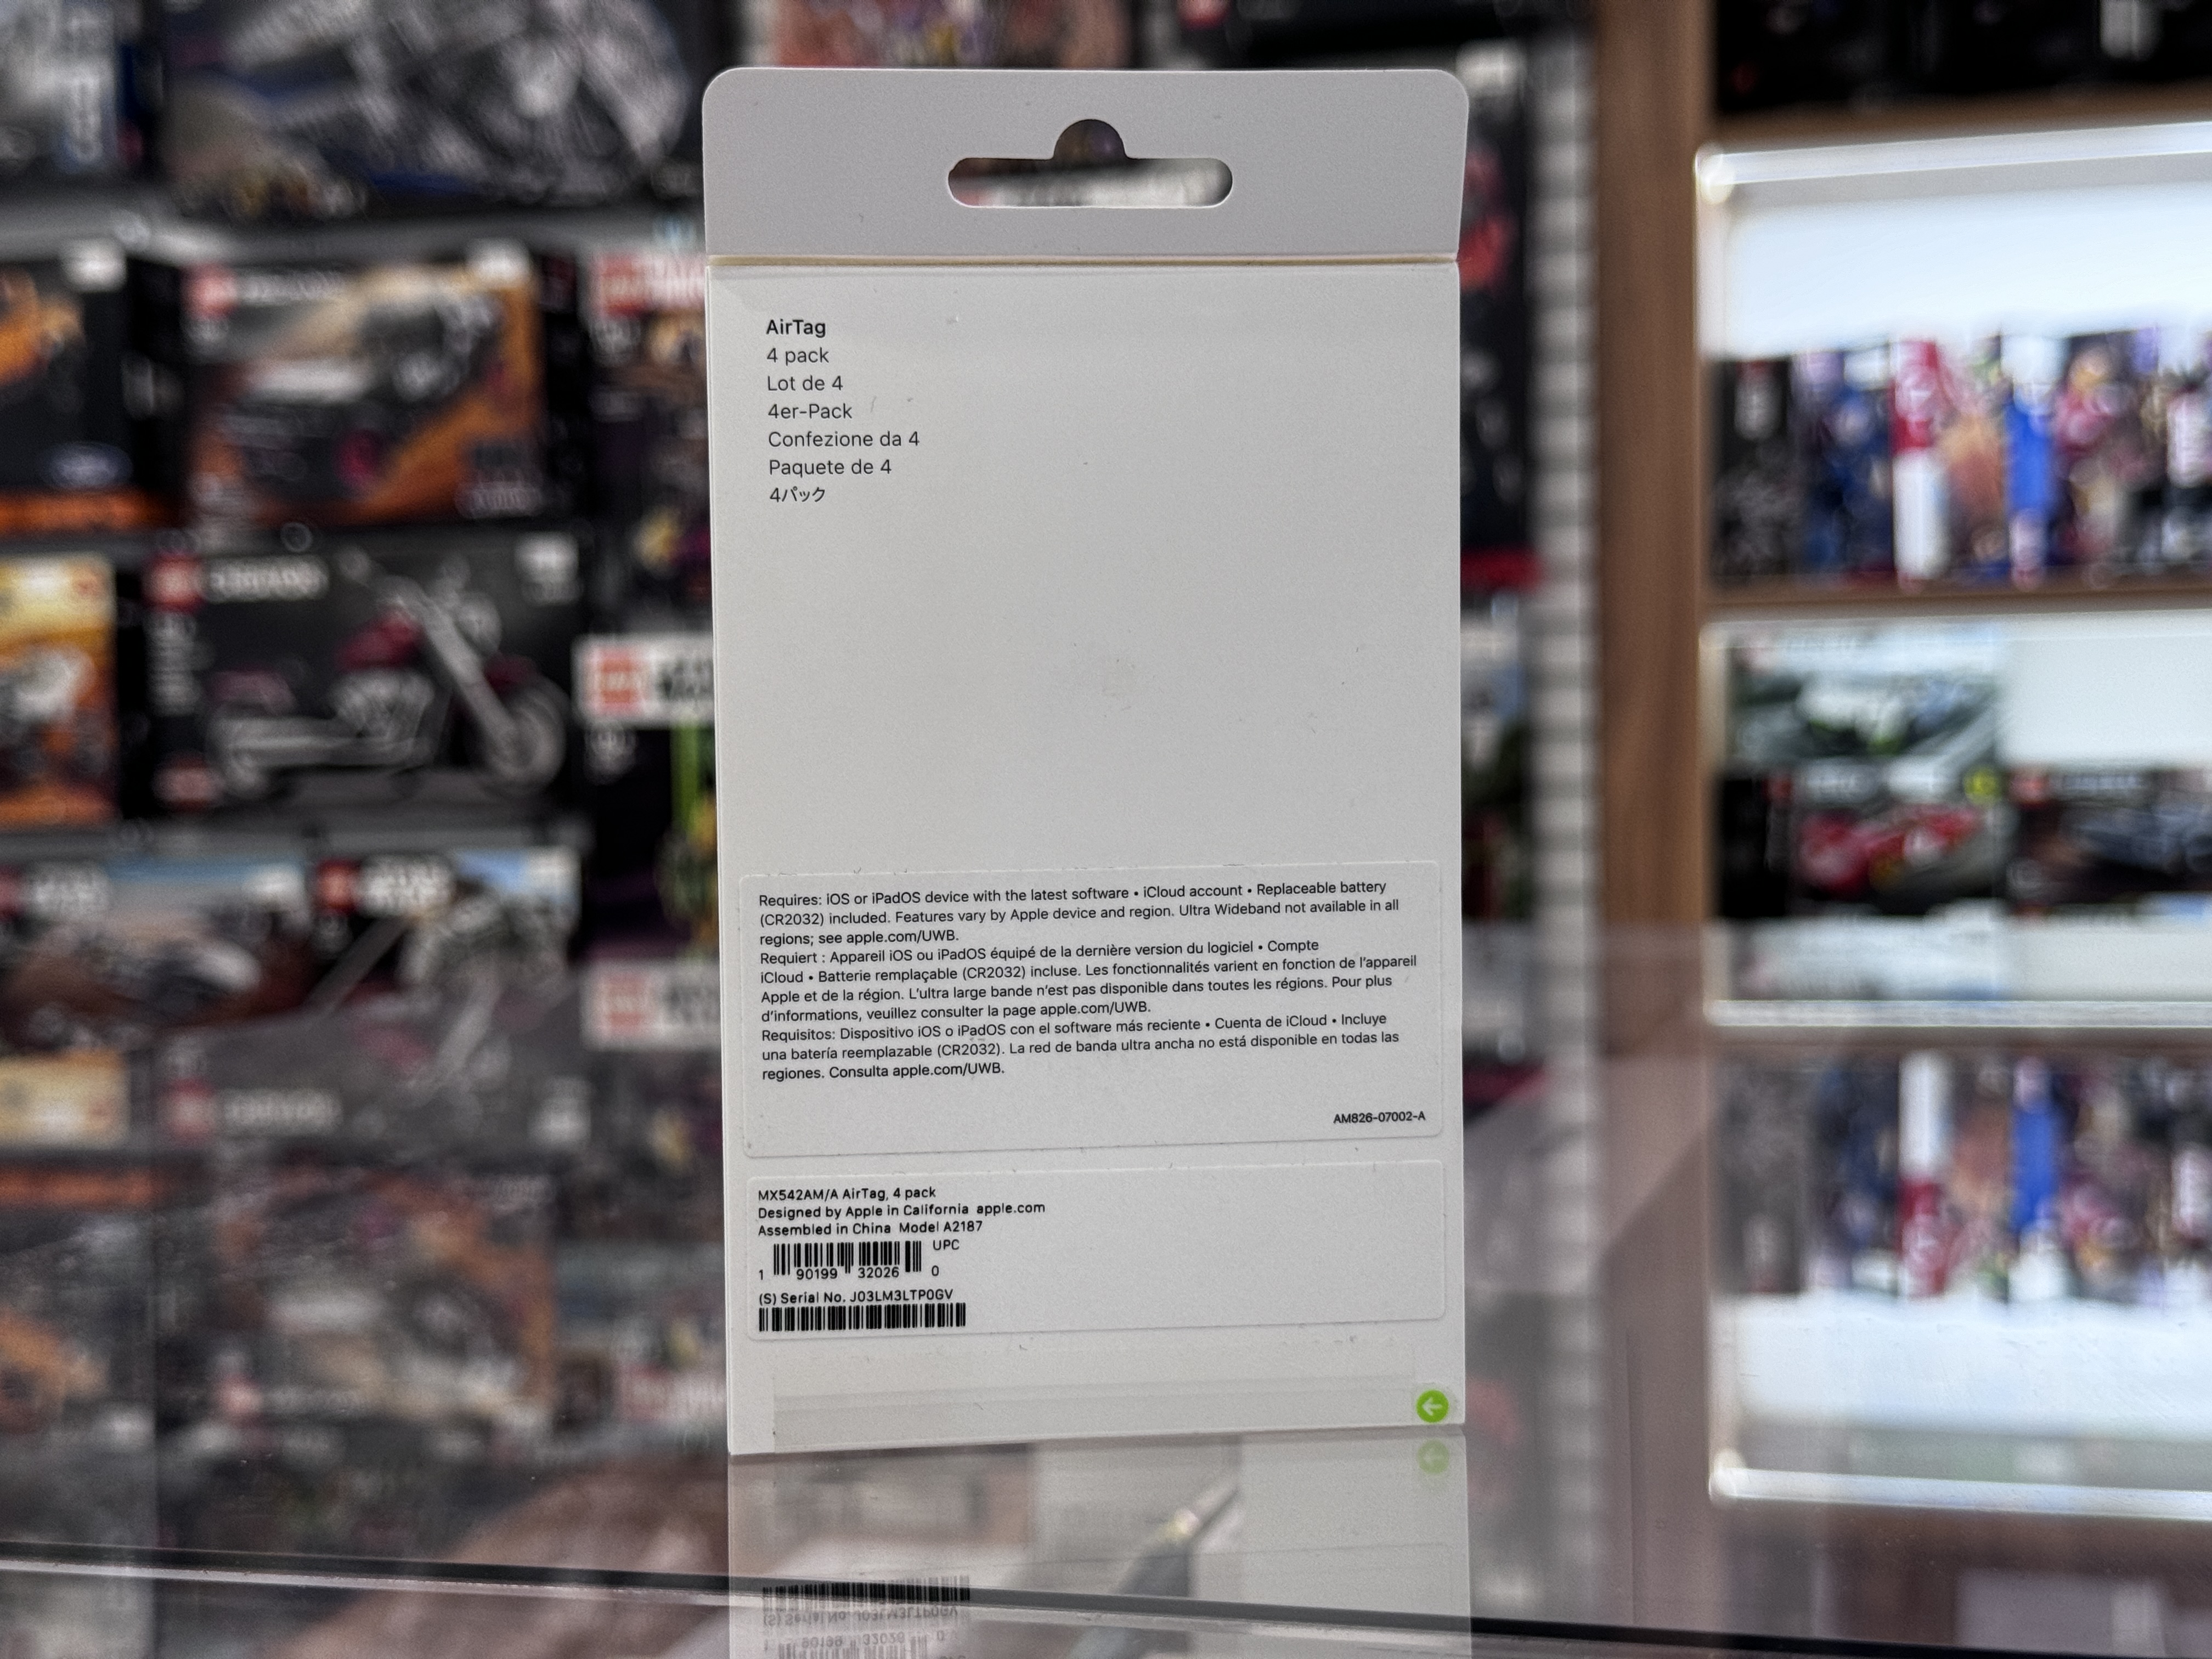 AirTag
4 pack
Lot de 4
4er-Pack
Confezione da 4
Paquete de 4
4パック
Requires: iOS or iPadOS device with the latest software • iCloud account • Replaceable battery
(CR2032) included. Features vary by Apple device and region. Ultra Wideband not available in all
regions; see apple.com/UWB.
Requiert : Appareil iOS ou iPadOS équipé de la dernière version du logiciel • Compte
iCloud • Batterie remplaçable (CR2032) incluse. Les fonctionnalités varient en fonction de l’appareil
Apple et de la région. L’ultra large bande n’est pas disponible dans toutes les régions. Pour plus
d’informations, veuillez consulter la page apple.com/UWB.
Requisitos: Dispositivo iOS o iPadOS con el software más reciente • Cuenta de iCloud • Incluye
una batería reemplazable (CR2032). La red de banda ultra ancha no está disponible en todas las
regiones. Consulta apple.com/UWB.
AM826-07002-A
MX542AM/A AirTag, 4 pack
Designed by Apple in California apple.com
Assembled in China Model A2187
UPC
1 90199 32026 0
(S) Serial No. J03LM3LTP0GV